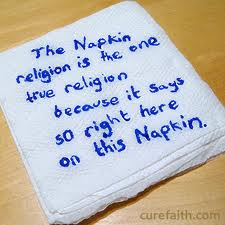 The Napkin
religion is the one
true religion
because it says
so right here
on this Napkin.
curefaith.com